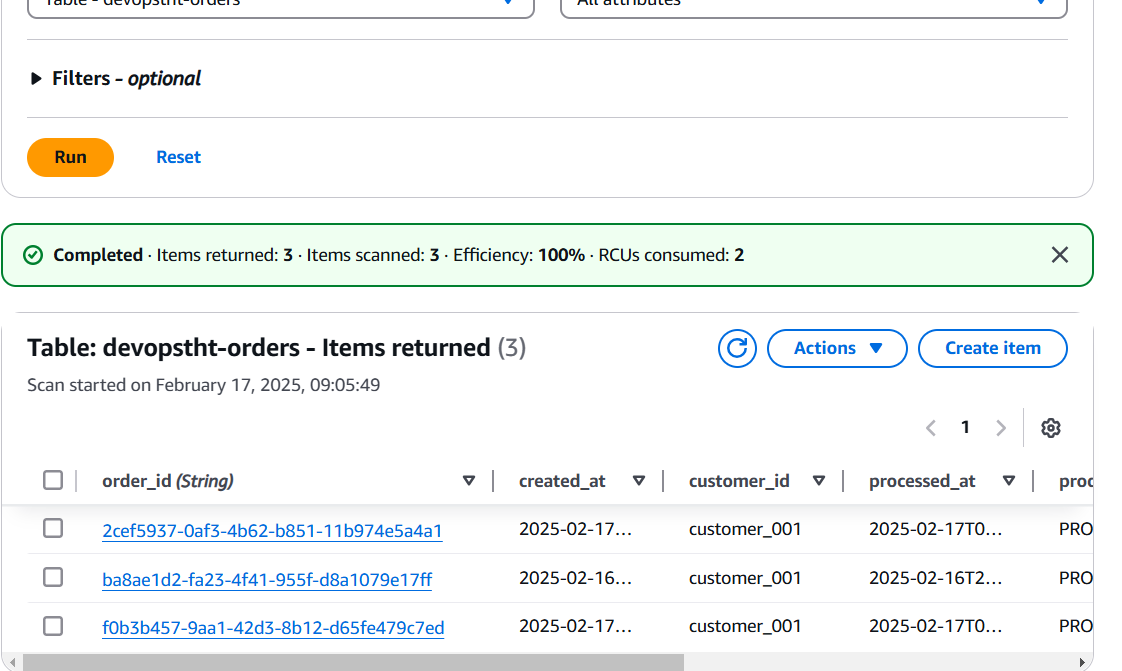 Table - devopstht-orders All attributes
Filters - optional
Run Reset
Completed · Items returned: 3 · Items scanned: 3 · Efficiency: 100% · RCUs consumed: 2
Table: devopstht-orders - Items returned (3)
Actions Create item
Scan started on February 17, 2025, 09:05:49
1
order_id (String) created_at customer_id processed_at proc
2cef5937-0af3-4b62-b851-11b974e5a4a1 2025-02-17... customer_001 2025-02-17T0... PRO
ba8ae1d2-fa23-4f41-955f-d8a1079e17ff 2025-02-16... customer_001 2025-02-16T2... PRO
f0b3b457-9aa1-42d3-8b12-d65fe479c7ed 2025-02-17... customer_001 2025-02-17T0... PRO